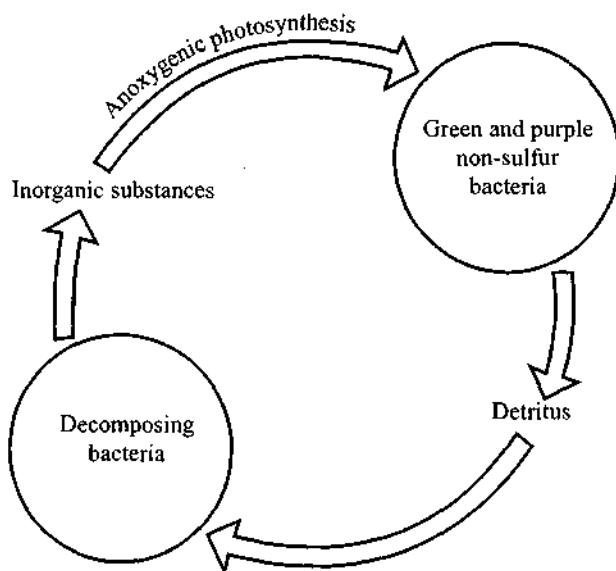 Anoxygenic photosynthesis
Green and purple
non-sulfur
bacteria
Inorganic substances
Detritus
Decomposing
bacteria